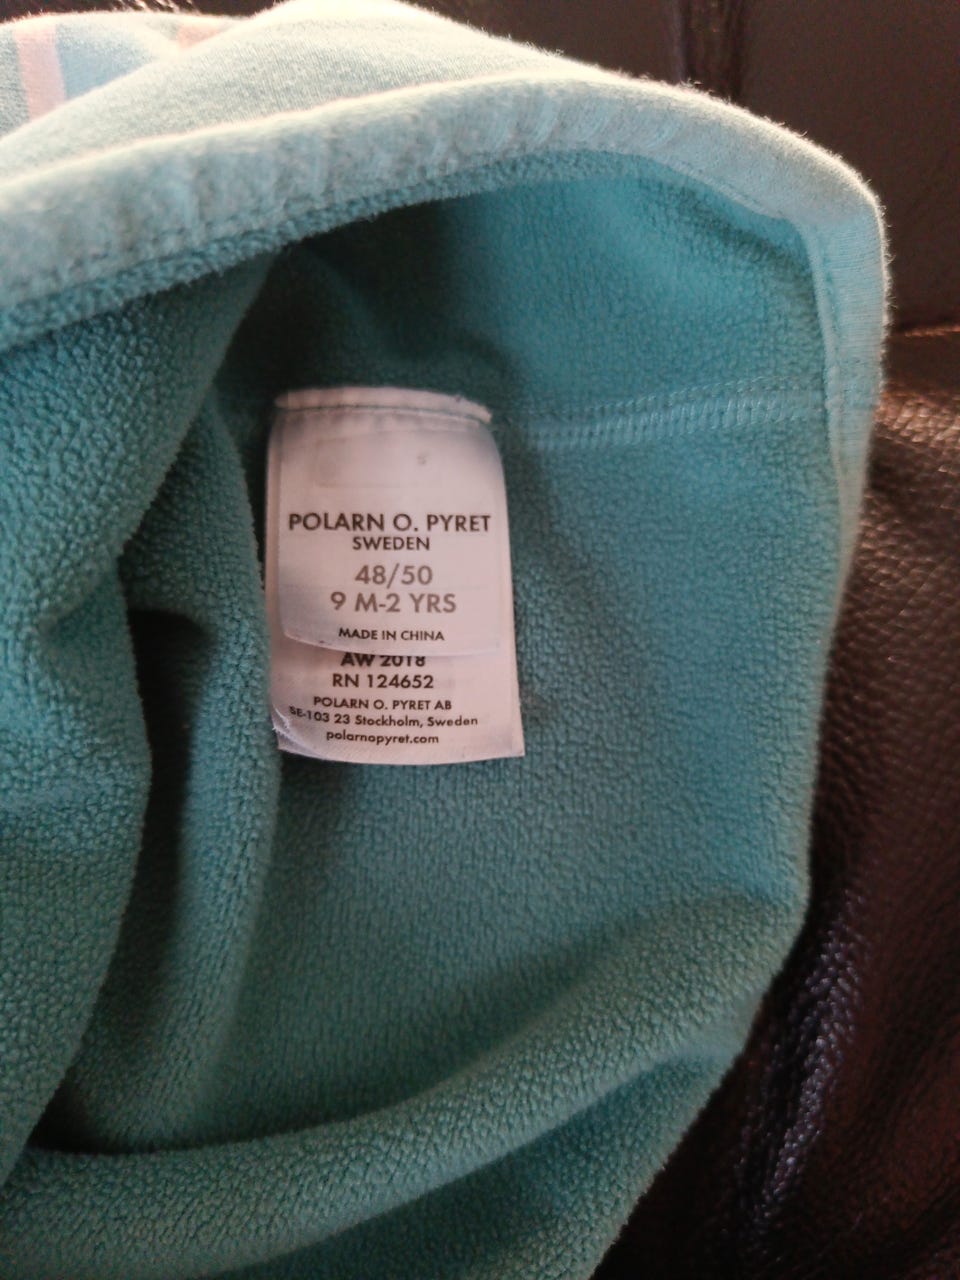 POLARN O. PYRET
SWEDEN
48/50
9 M-2 YRS
MADE IN CHINA
AW 2018
RN 124652
POLARN O. PYRET AB
SE-103 23 Stockholm, Sweden
polarnopyret.com